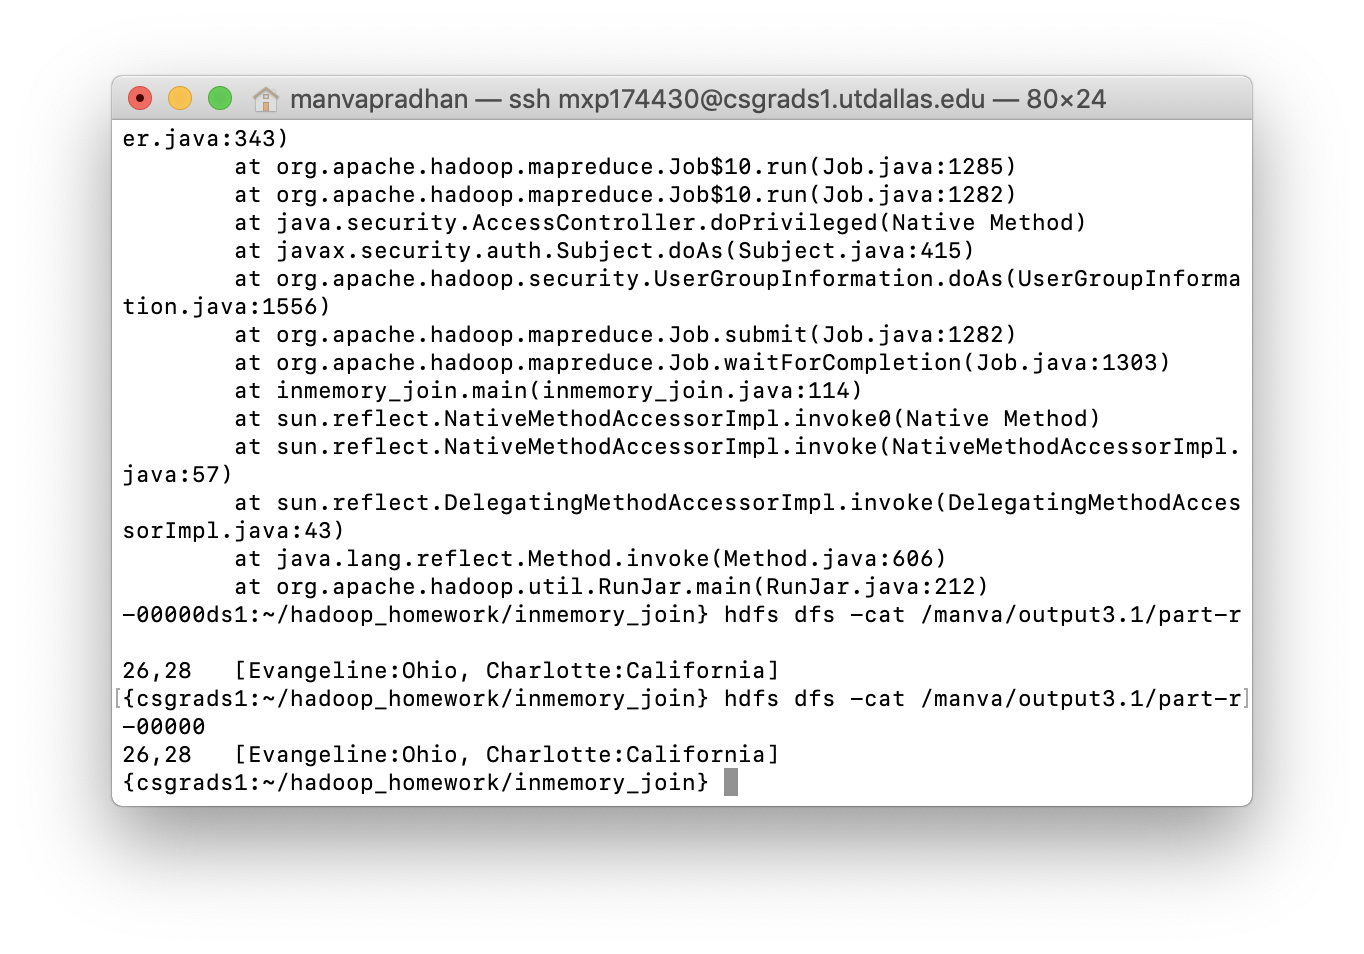 manvapradhan — ssh mxp174430@csgrads1.utdallas.edu — 80×24
er.java:343)
        at org.apache.hadoop.mapreduce.Job$10.run(Job.java:1285)
        at org.apache.hadoop.mapreduce.Job$10.run(Job.java:1282)
        at java.security.AccessController.doPrivileged(Native Method)
        at javax.security.auth.Subject.doAs(Subject.java:415)
        at org.apache.hadoop.security.UserGroupInformation.doAs(UserGroupInforma
tion.java:1556)
        at org.apache.hadoop.mapreduce.Job.submit(Job.java:1282)
        at org.apache.hadoop.mapreduce.Job.waitForCompletion(Job.java:1303)
        at inmemory_join.main(inmemory_join.java:114)
        at sun.reflect.NativeMethodAccessorImpl.invoke0(Native Method)
        at sun.reflect.NativeMethodAccessorImpl.invoke(NativeMethodAccessorImpl.
java:57)
        at sun.reflect.DelegatingMethodAccessorImpl.invoke(DelegatingMethodAcces
sorImpl.java:43)
        at java.lang.reflect.Method.invoke(Method.java:606)
        at org.apache.hadoop.util.RunJar.main(RunJar.java:212)
-00000ds1:~/hadoop_homework/inmemory_join} hdfs dfs -cat /manva/output3.1/part-r
26,28   [Evangeline:Ohio, Charlotte:California]
[{csgrads1:~/hadoop_homework/inmemory_join} hdfs dfs -cat /manva/output3.1/part-r]
-00000
26,28   [Evangeline:Ohio, Charlotte:California]
{csgrads1:~/hadoop_homework/inmemory_join}